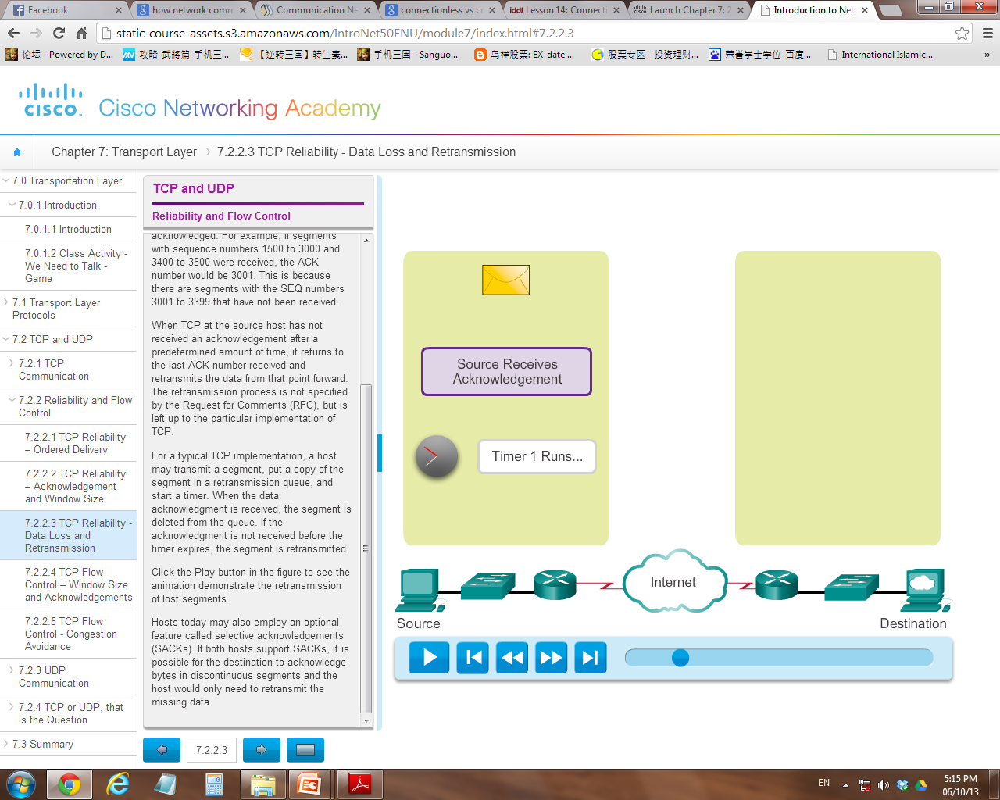 Facebook
how network comm
Communication Ne
connectionless vs c
iddl Lesson 14: Connecti
Launch Chapter 7: 2
Introduction to Net
static-course-assets.s3.amazonaws.com/IntroNet50ENU/module7/index.html#7.2.2.3
论坛 - Powered by D...
攻略-武將篇-手机三...
【逆转三国】转生素...
手机三国 - Sanguo...
鸟样股票: EX-date ...
股票专区 - 投资理财...
荣誉学士学位_百度...
International Islamic...
»
CISCO.
Cisco Networking Academy
Chapter 7: Transport Layer
7.2.2.3 TCP Reliability - Data Loss and Retransmission
7.0 Transportation Layer
7.0.1 Introduction
7.0.1.1 Introduction
7.0.1.2 Class Activity -
We Need to Talk -
Game
7.1 Transport Layer
Protocols
7.2 TCP and UDP
7.2.1 TCP
Communication
7.2.2 Reliability and Flow
Control
7.2.2.1 TCP Reliability
– Ordered Delivery
7.2.2.2 TCP Reliability
– Acknowledgement
and Window Size
7.2.2.3 TCP Reliability -
Data Loss and
Retransmission
7.2.2.4 TCP Flow
Control – Window Size
and Acknowledgements
7.2.2.5 TCP Flow
Control - Congestion
Avoidance
7.2.3 UDP
Communication
7.2.4 TCP or UDP, that
is the Question
7.3 Summary
TCP and UDP
Reliability and Flow Control
acknowledged. For example, if segments
with sequence numbers 1500 to 3000 and
3400 to 3500 were received, the ACK
number would be 3001. This is because
there are segments with the SEQ numbers
3001 to 3399 that have not been received.
When TCP at the source host has not
received an acknowledgement after a
predetermined amount of time, it returns to
the last ACK number received and
retransmits the data from that point forward.
The retransmission process is not specified
by the Request for Comments (RFC), but is
left up to the particular implementation of
TCP.
For a typical TCP implementation, a host
may transmit a segment, put a copy of the
segment in a retransmission queue, and
start a timer. When the data
acknowledgment is received, the segment is
deleted from the queue. If the
acknowledgment is not received before the
timer expires, the segment is retransmitted.
Click the Play button in the figure to see the
animation demonstrate the retransmission
of lost segments.
Hosts today may also employ an optional
feature called selective acknowledgements
(SACKs). If both hosts support SACKs, it is
possible for the destination to acknowledge
bytes in discontinuous segments and the
host would only need to retransmit the
missing data.
7.2.2.3
Source Receives
Acknowledgement
Timer 1 Runs...
Internet
Source
Destination
EN
5:15 PM
06/10/13